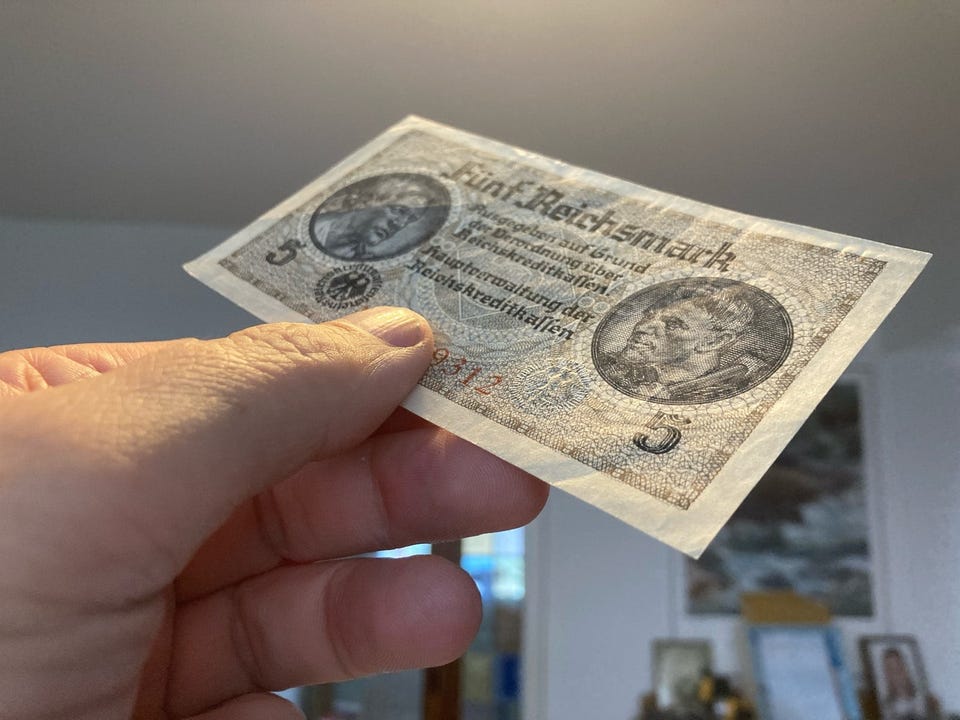 Fünf Reichsmark
Ausgegeben auf Grund
der Verordnung über
Reichskreditkassen
Hauptverwaltung der
Reichskreditkassen
5
9312
5